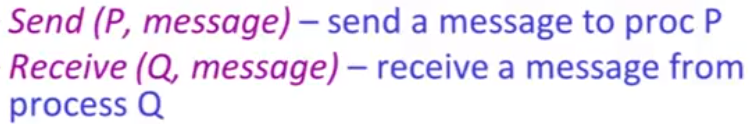 Send (P, message) – send a message to proc P
Receive (Q, message) – receive a message from
process Q